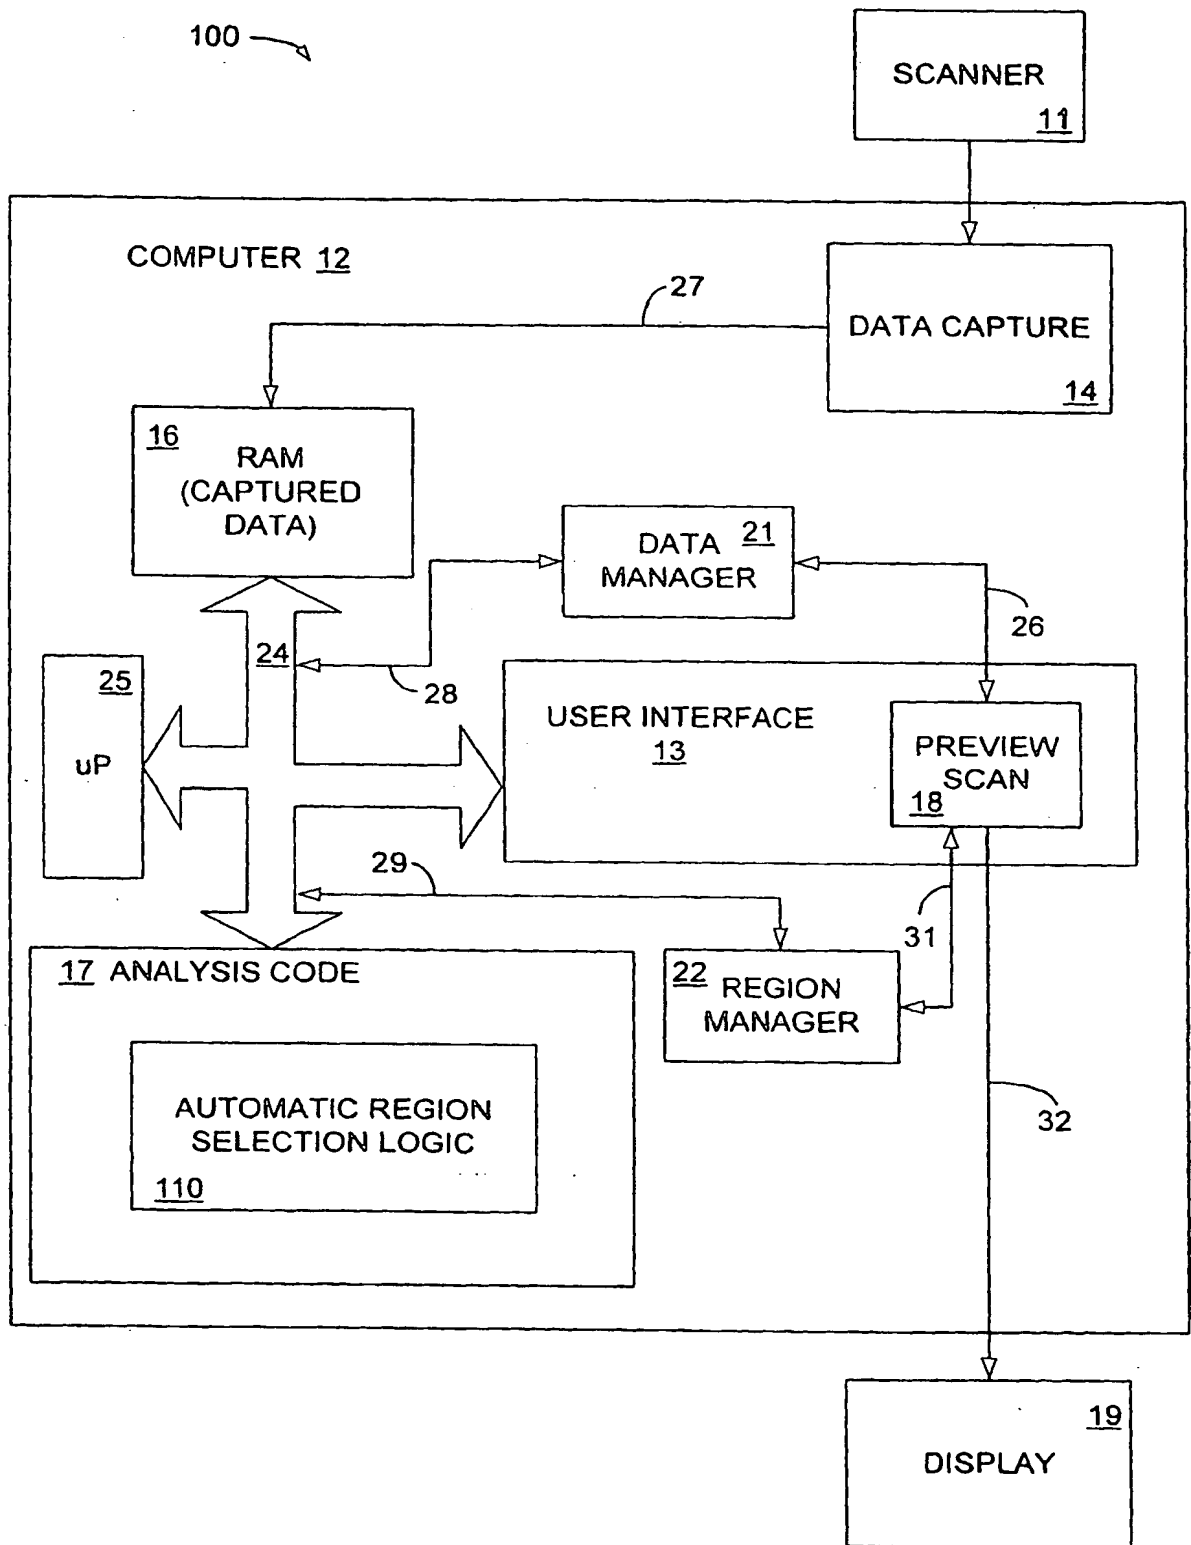 100
SCANNER
11
COMPUTER 12
27
DATA CAPTURE
14
16
RAM
(CAPTURED
DATA)
21
DATA
MANAGER
26
24
28
25
uP
USER INTERFACE
13
PREVIEW
SCAN
18
29
31
17 ANALYSIS CODE
22
REGION
MANAGER
AUTOMATIC REGION
SELECTION LOGIC
110
32
19
DISPLAY